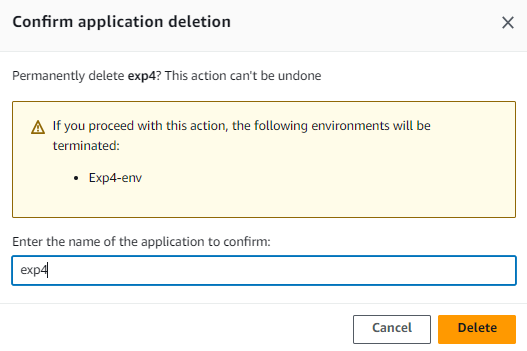 Confirm application deletion
Permanently delete exp4? This action can't be undone
If you proceed with this action, the following environments will be
terminated:
• Exp4-env
Enter the name of the application to confirm:
exp4
Cancel
Delete